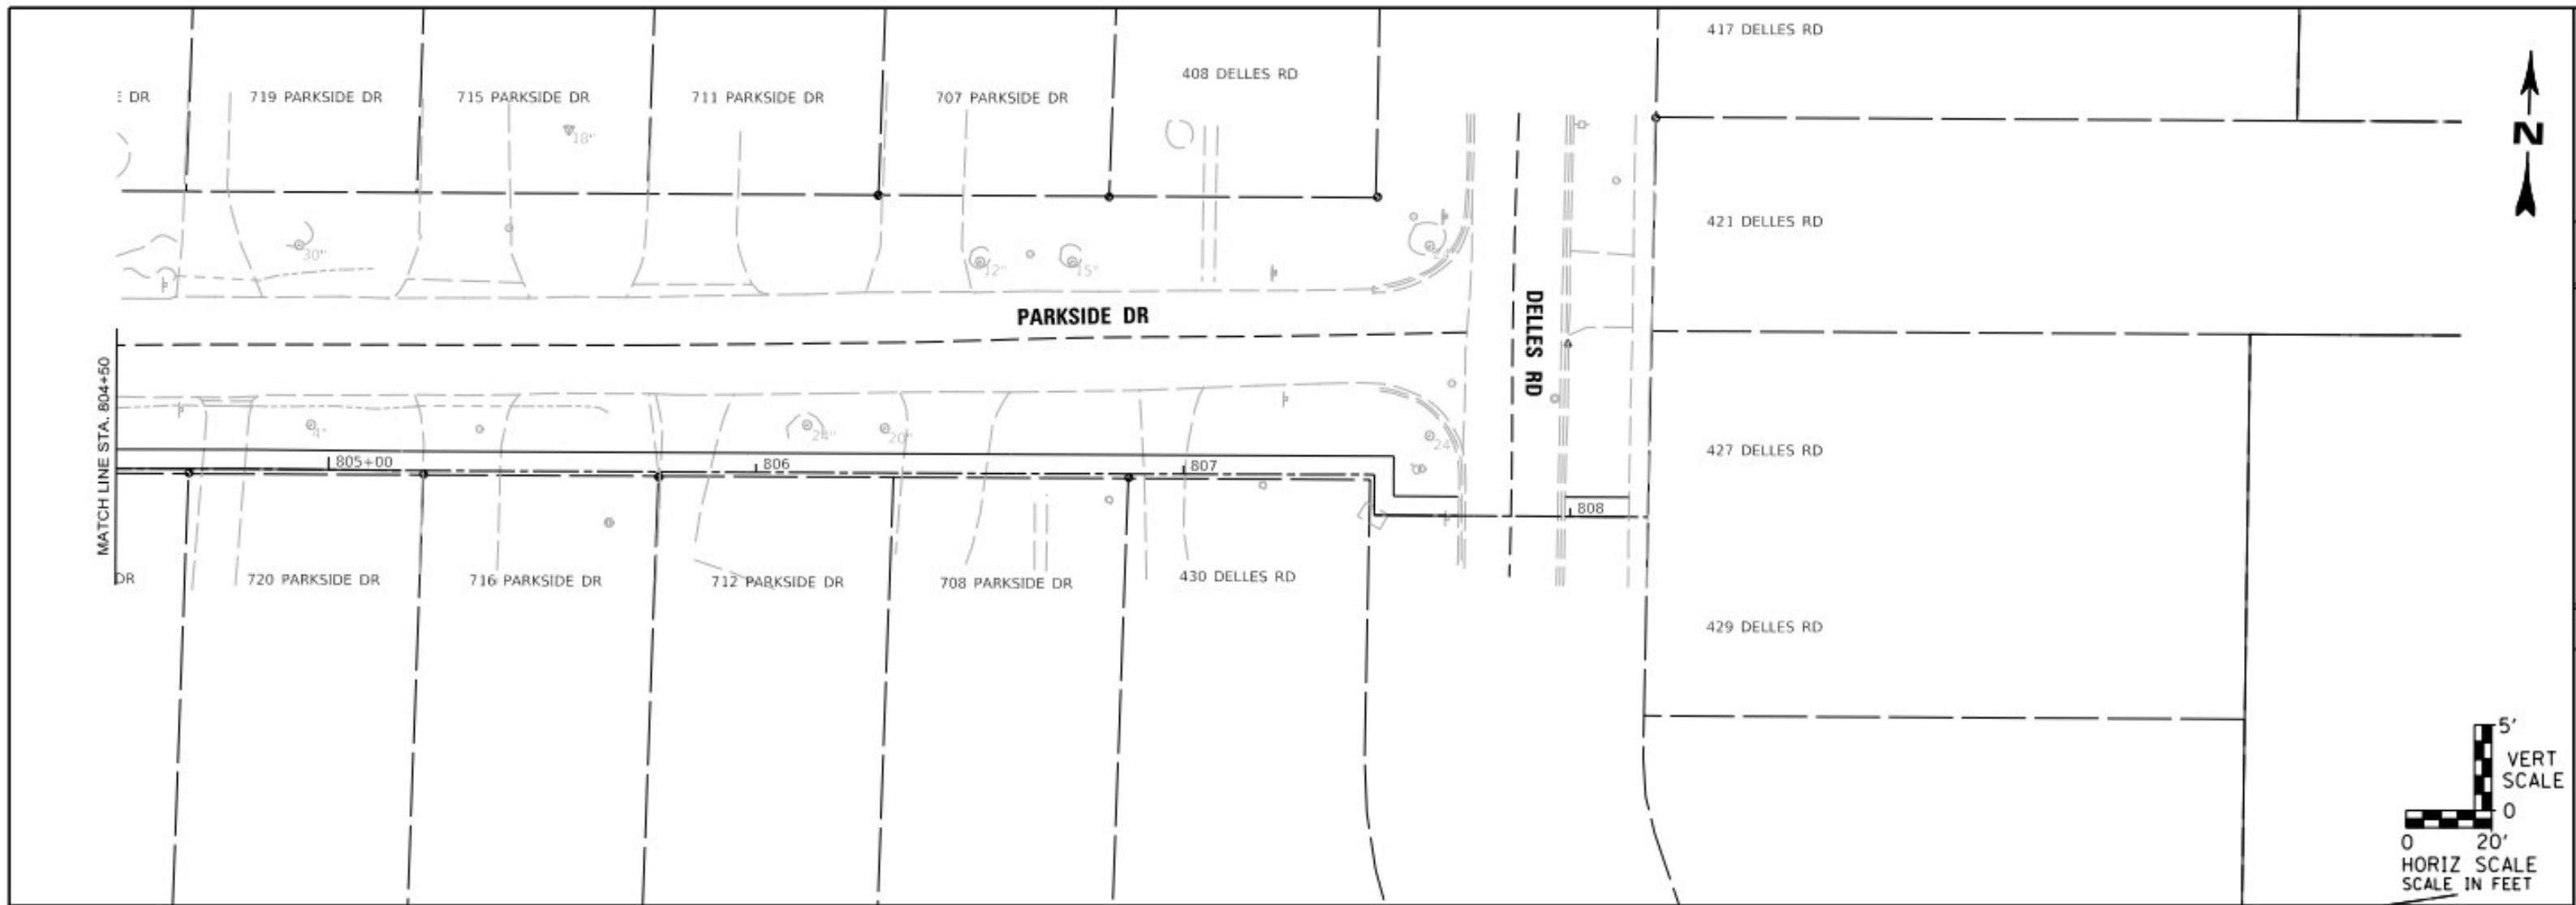 417 DELLES RD
408 DELLES RD
E DR
719 PARKSIDE DR
715 PARKSIDE DR
711 PARKSIDE DR
707 PARKSIDE DR
18"
N
421 DELLES RD
30"
12"
15"
PARKSIDE DR
DELLES RD
MATCH LINE STA. 804+50
4"
24"
20"
24"
427 DELLES RD
805+00
806
807
808
DR
720 PARKSIDE DR
716 PARKSIDE DR
712 PARKSIDE DR
708 PARKSIDE DR
430 DELLES RD
429 DELLES RD
5'
VERT
SCALE
0
0 20'
HORIZ SCALE
SCALE IN FEET